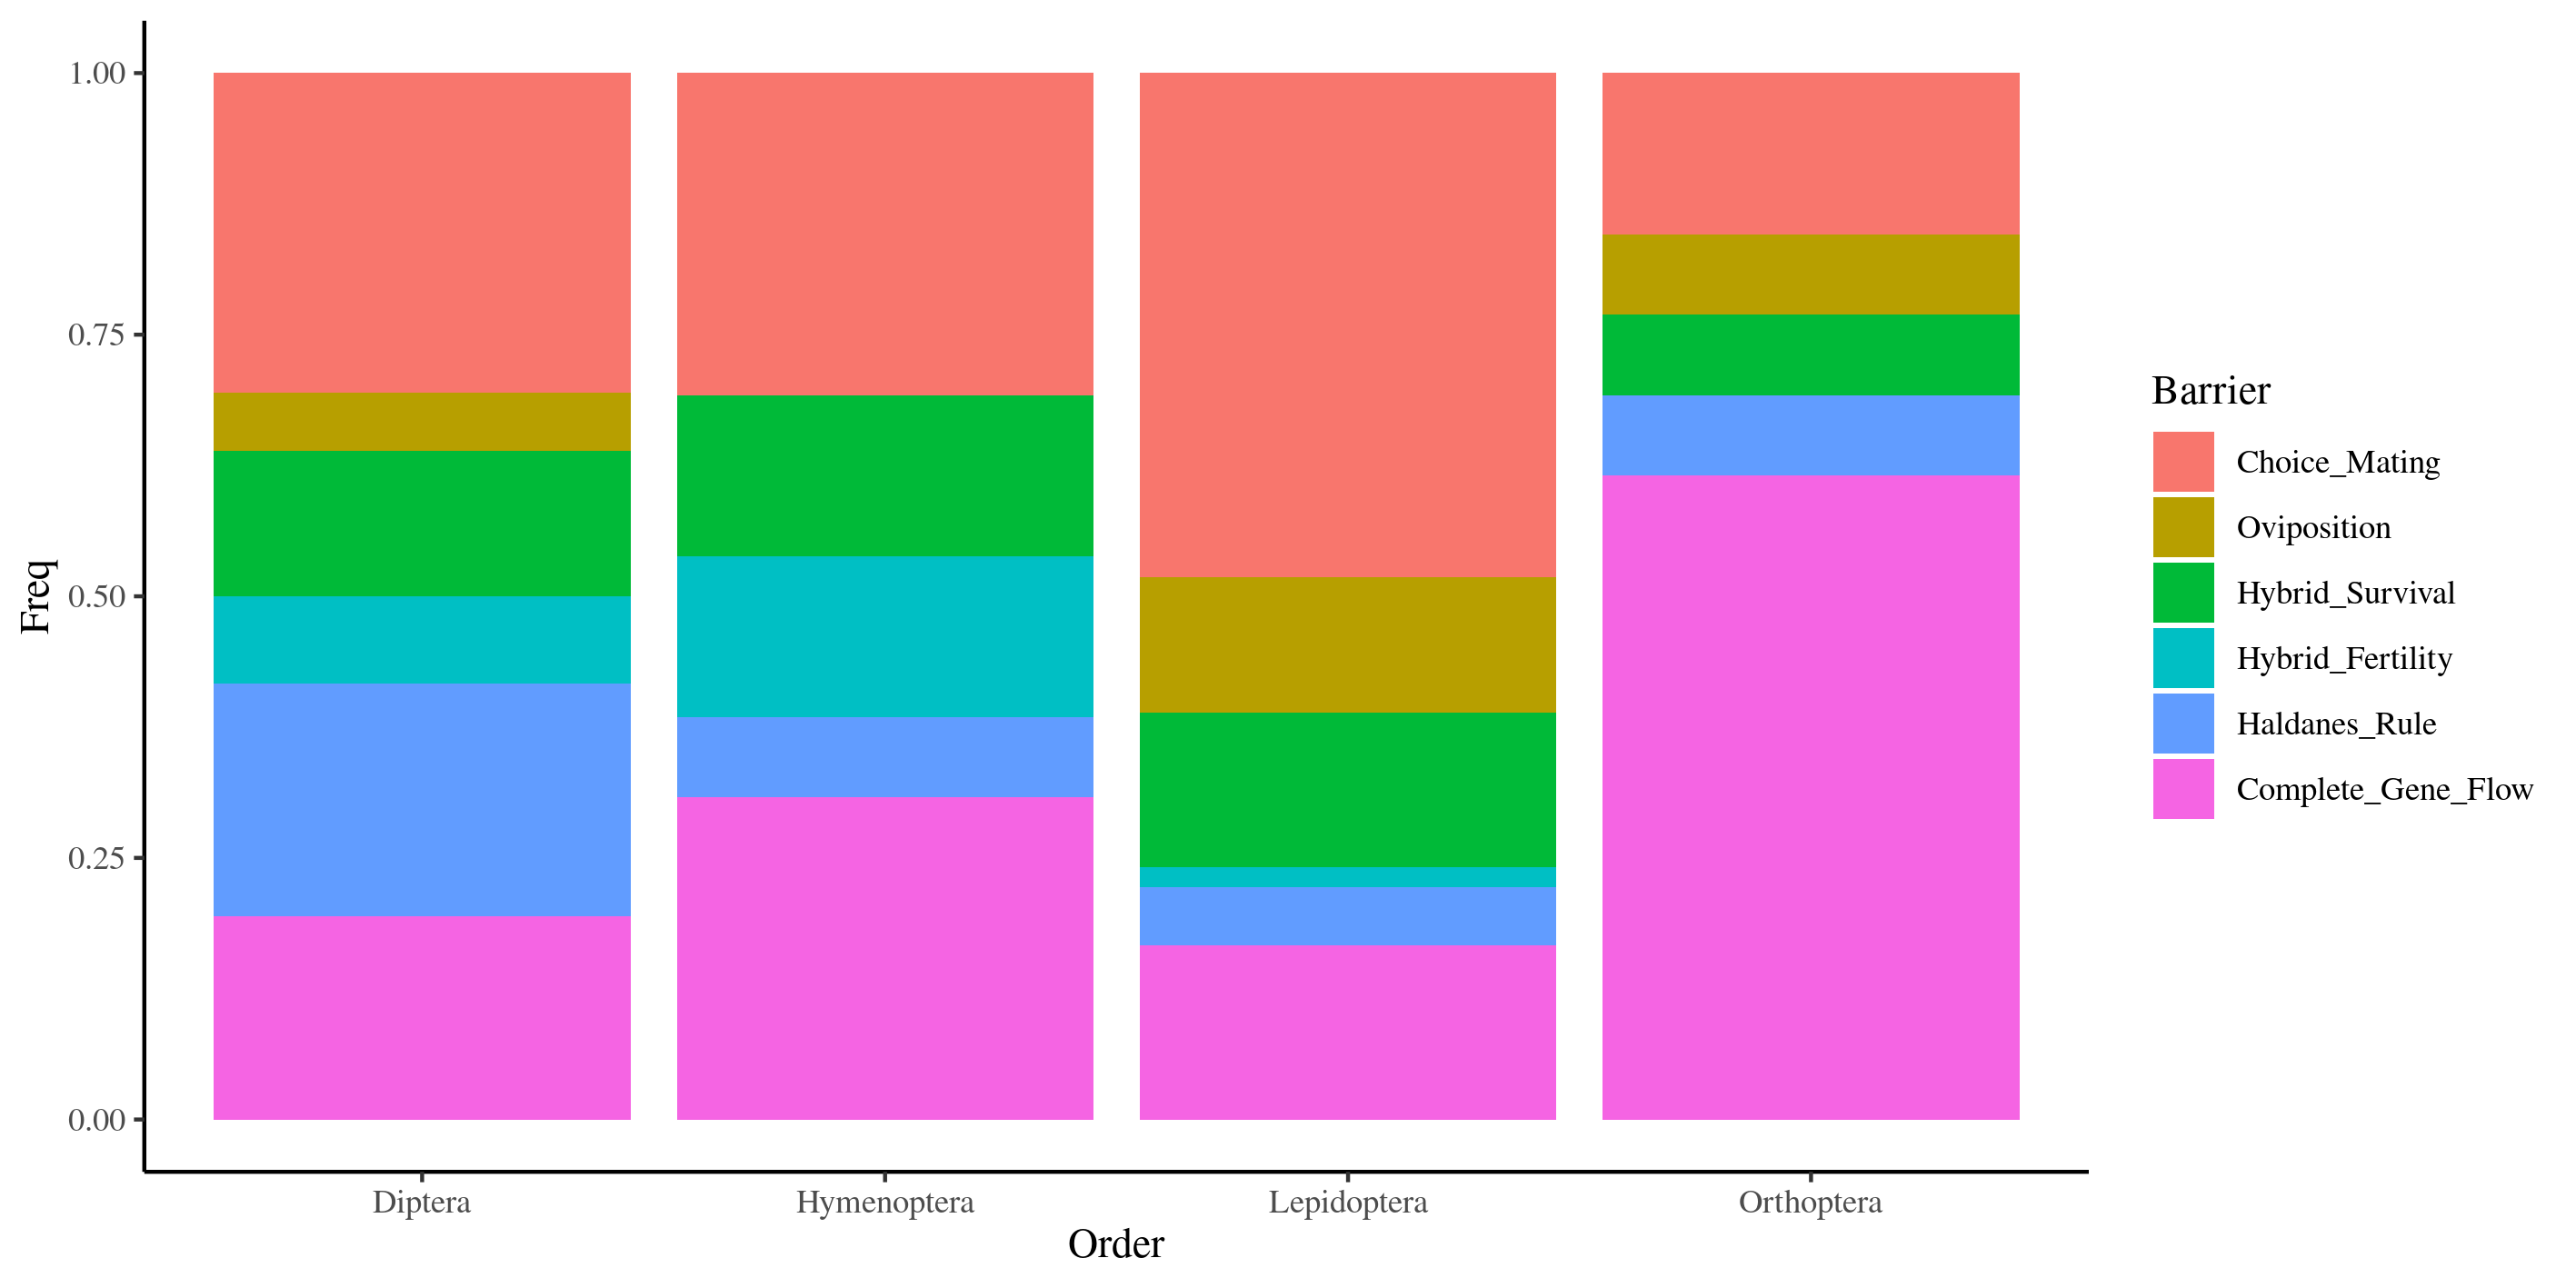 1.00
0.75
0.50
0.25
0.00
Freq
Diptera
Hymenoptera
Lepidoptera
Orthoptera
Order
Barrier
Choice_Mating
Oviposition
Hybrid_Survival
Hybrid_Fertility
Haldanes_Rule
Complete_Gene_Flow